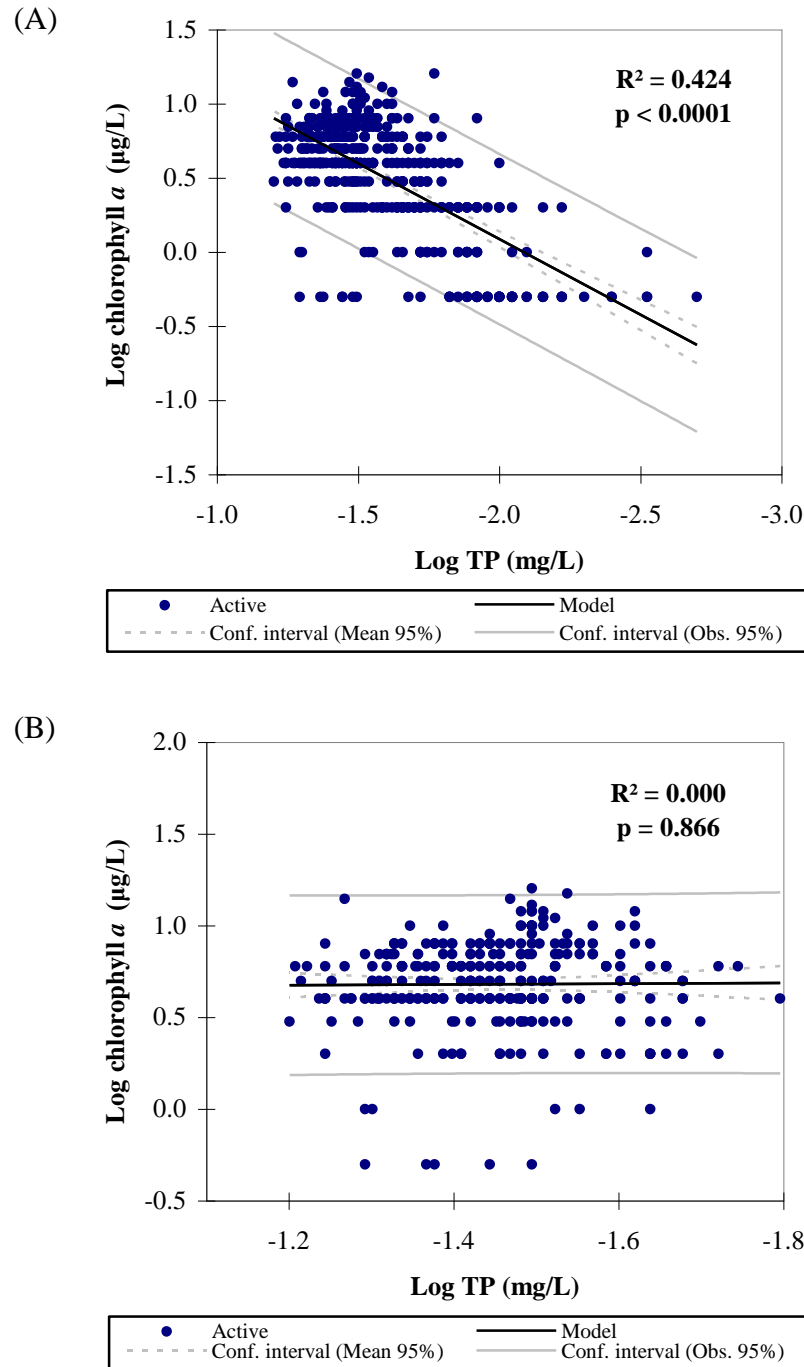 (A)
1.5
1.0
0.5
0.0
-0.5
-1.0
-1.5
R² = 0.424
p < 0.0001
Log chlorophyll a (µg/L)
-1.0 -1.5 -2.0 -2.5 -3.0
Log TP (mg/L)
Active Model
Conf. interval (Mean 95%) Conf. interval (Obs. 95%)
(B)
2.0
1.5
1.0
0.5
0.0
-0.5
R² = 0.000
p = 0.866
Log chlorophyll a (µg/L)
-1.2 -1.4 -1.6 -1.8
Log TP (mg/L)
Active Model
Conf. interval (Mean 95%) Conf. interval (Obs. 95%)